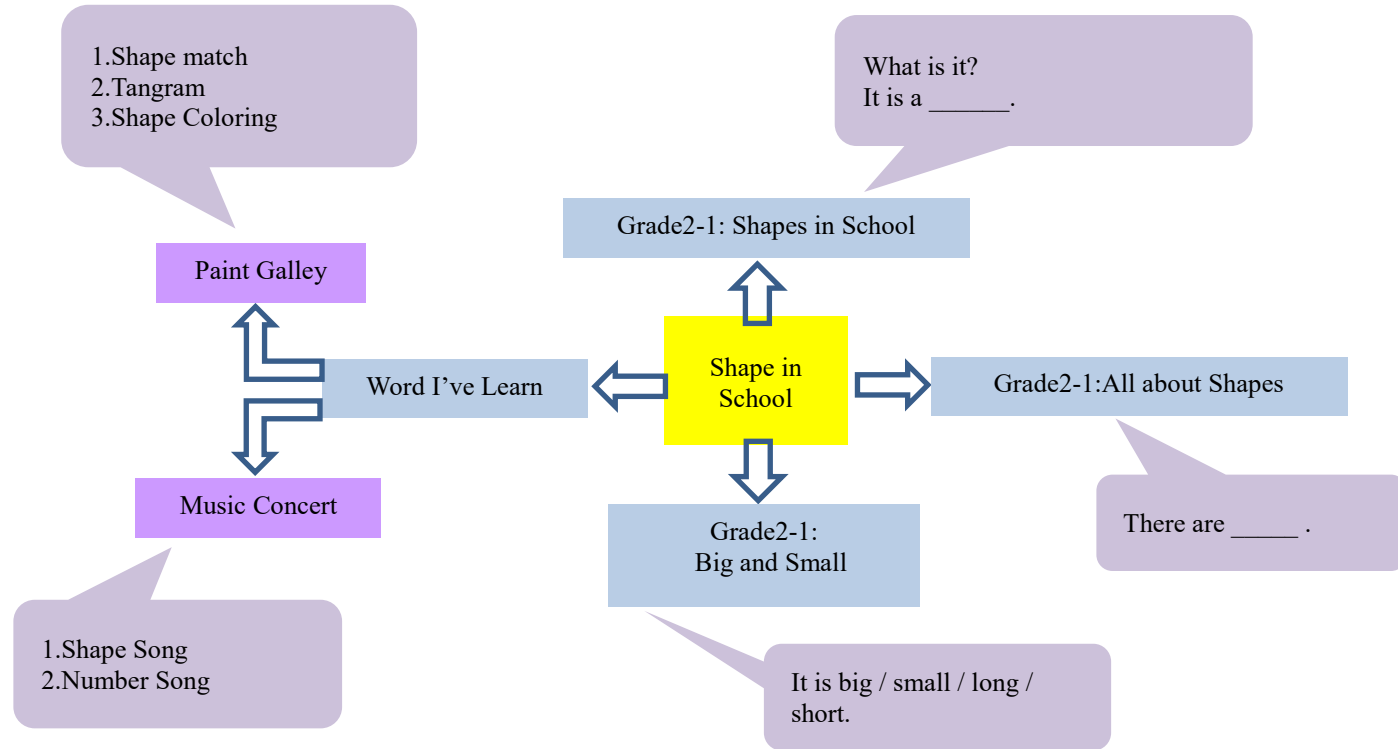 1.Shape match
2.Tangram
3.Shape Coloring
What is it?
It is a ______.
Grade2-1: Shapes in School
Paint Galley
Word I've Learn
Shape in
School
Grade2-1:All about Shapes
Music Concert
Grade2-1:
Big and Small
There are _____ .
1.Shape Song
2.Number Song
It is big / small / long /
short.